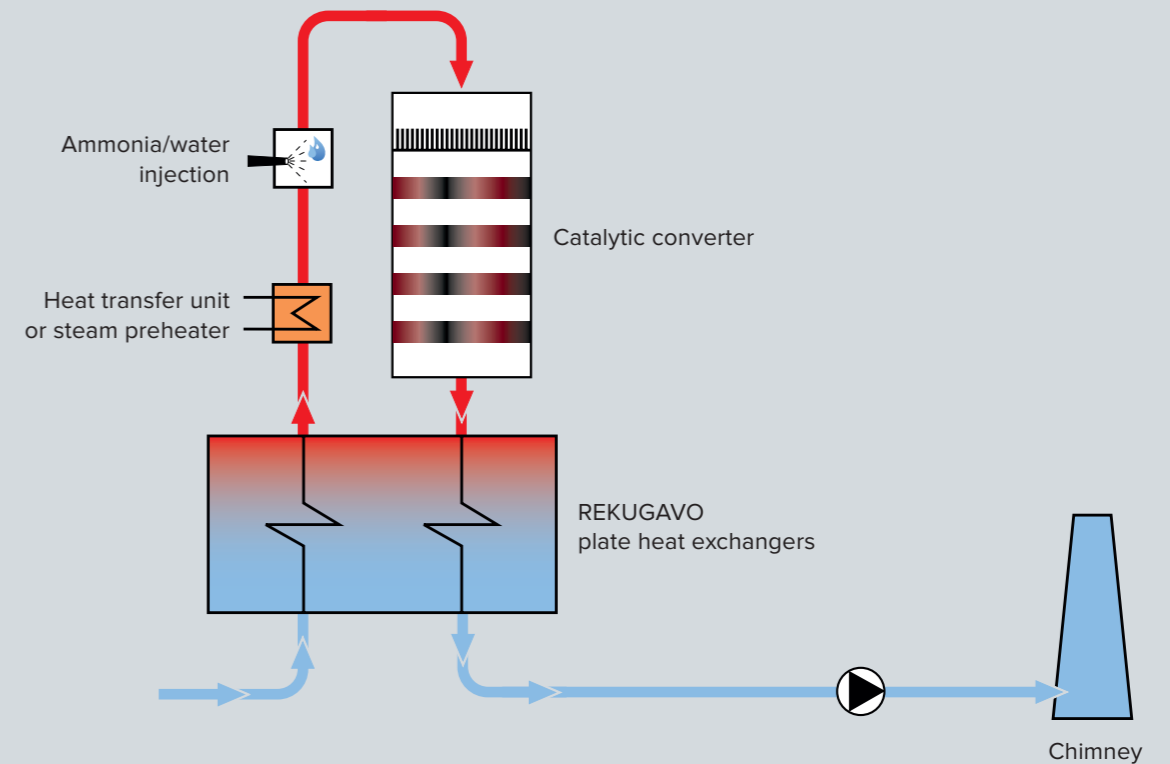 Ammonia/water
injection
Catalytic converter
Heat transfer unit
or steam preheater
REKUGAVO
plate heat exchangers
Chimney